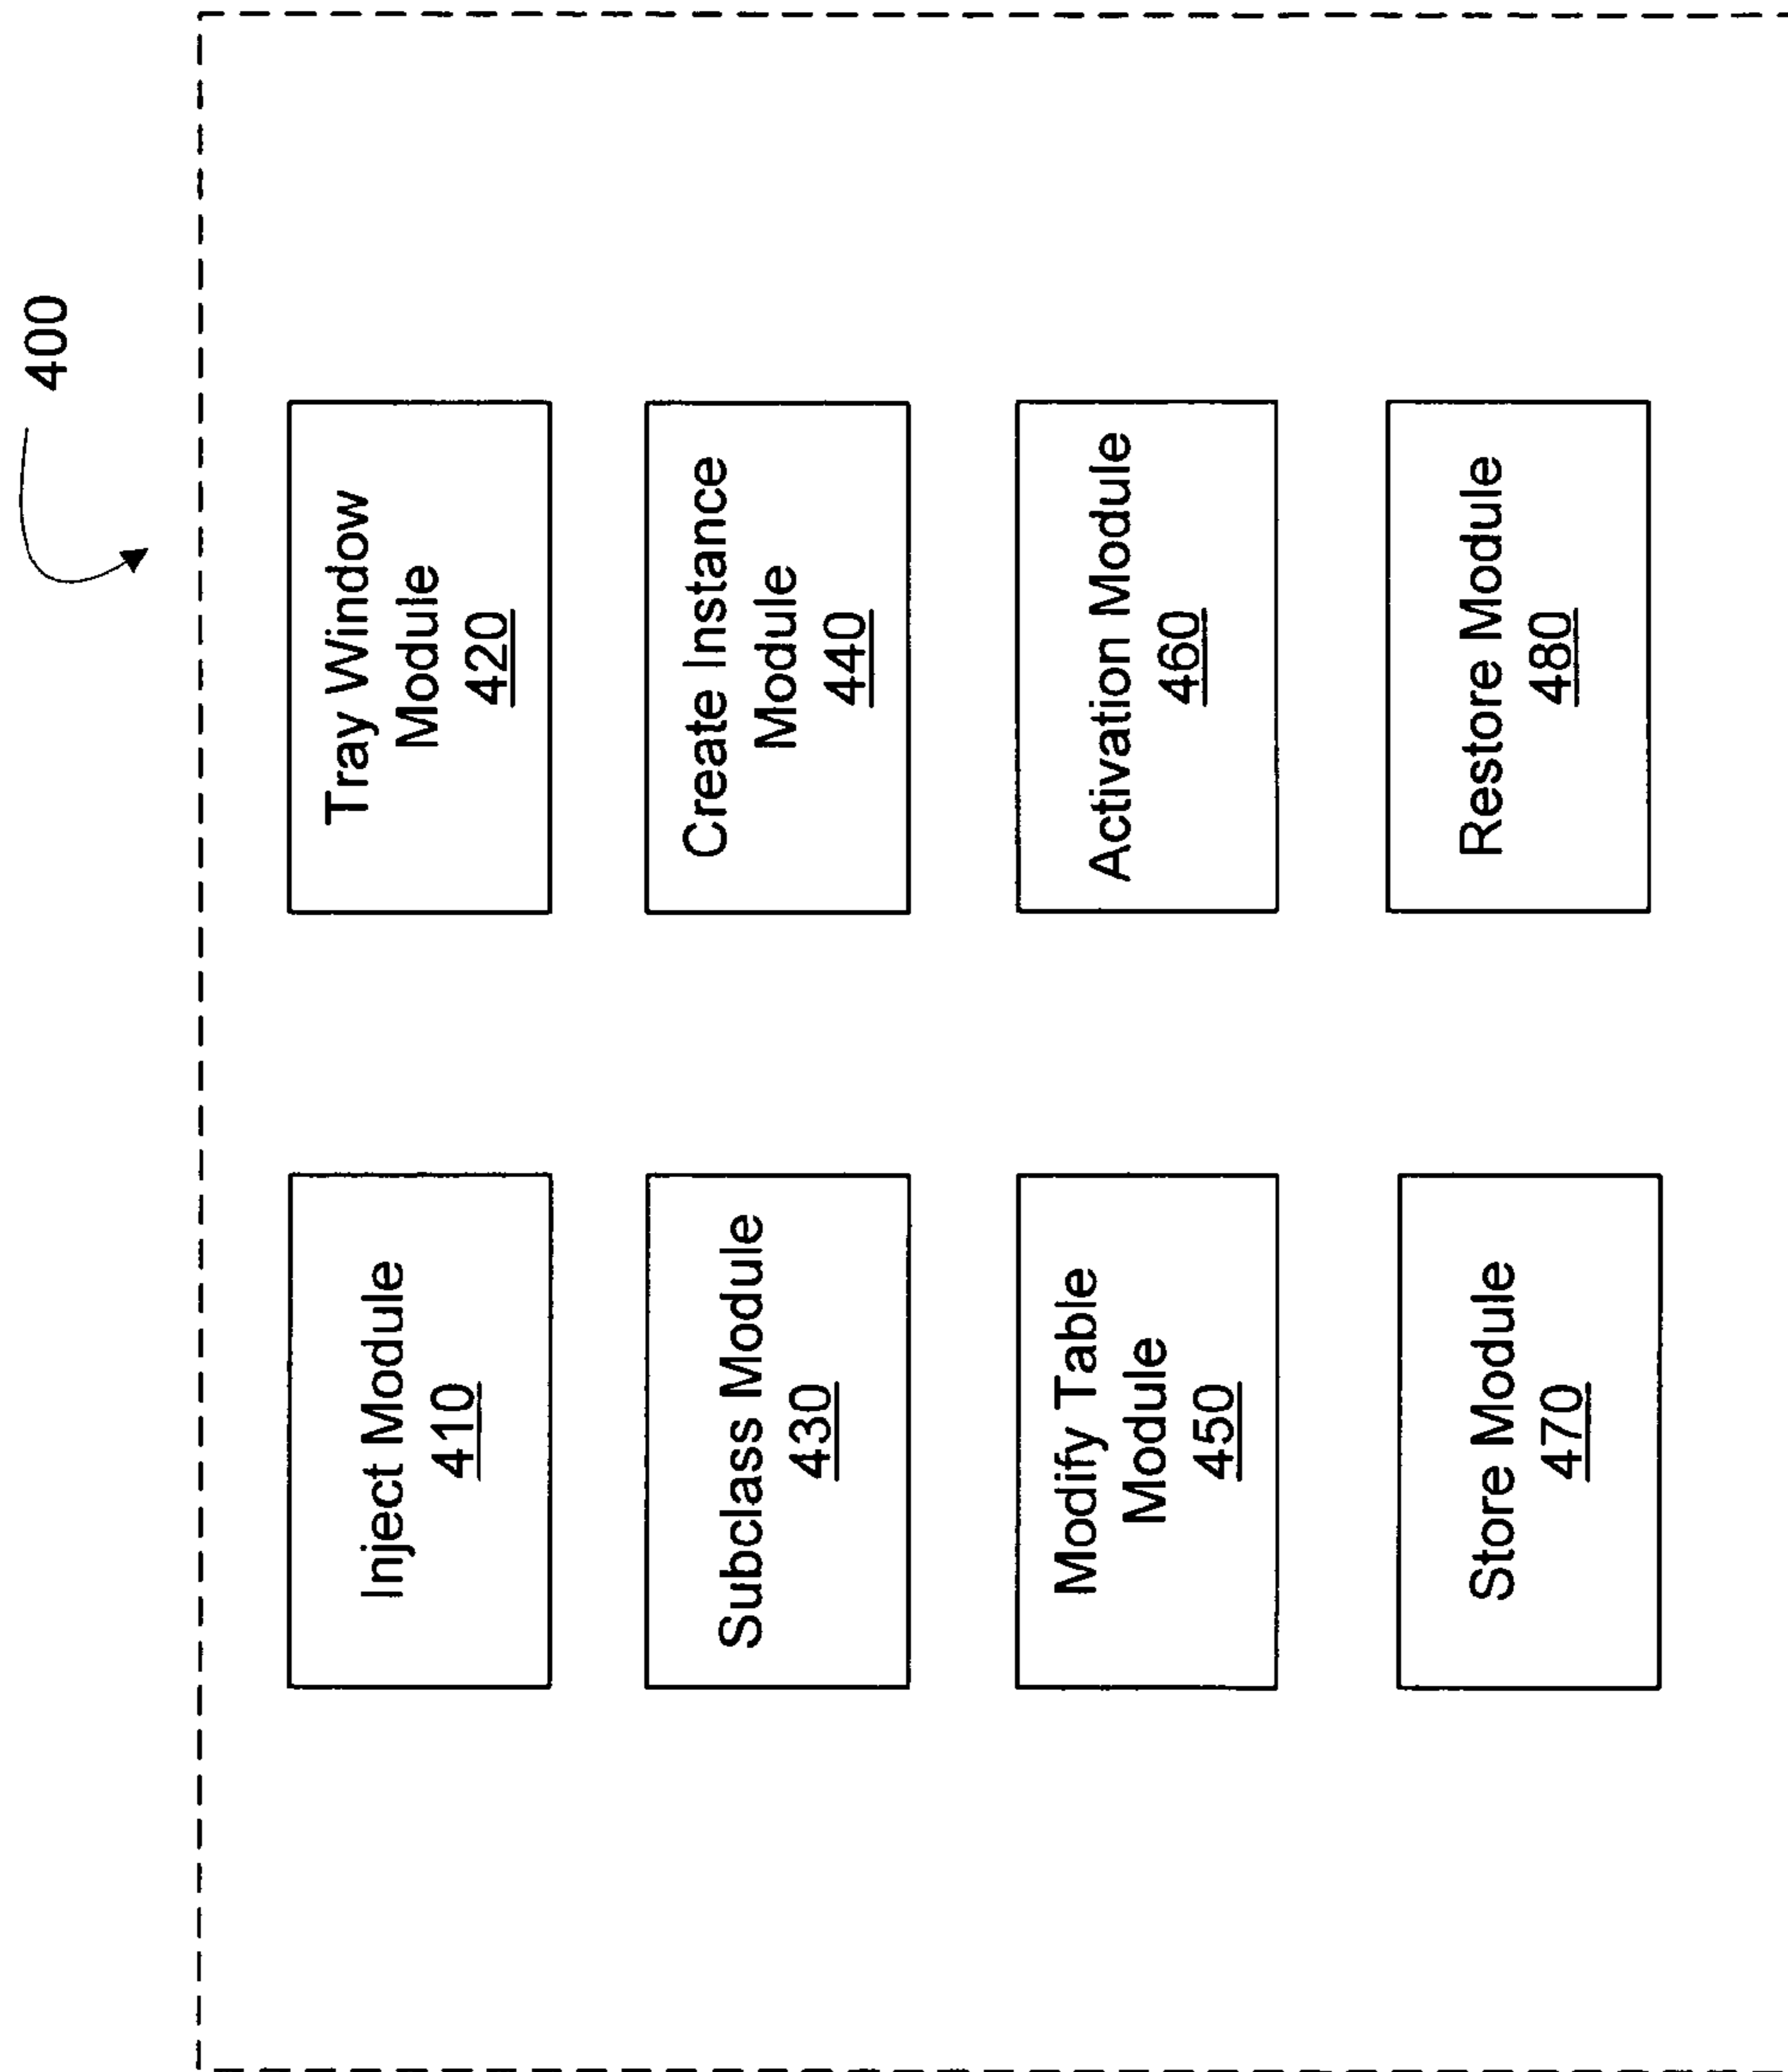 400
Inject Module
410
Tray Window
Module
420
Subclass Module
430
Create Instance
Module
440
Modify Table
Module
450
Activation Module
460
Store Module
470
Restore Module
480